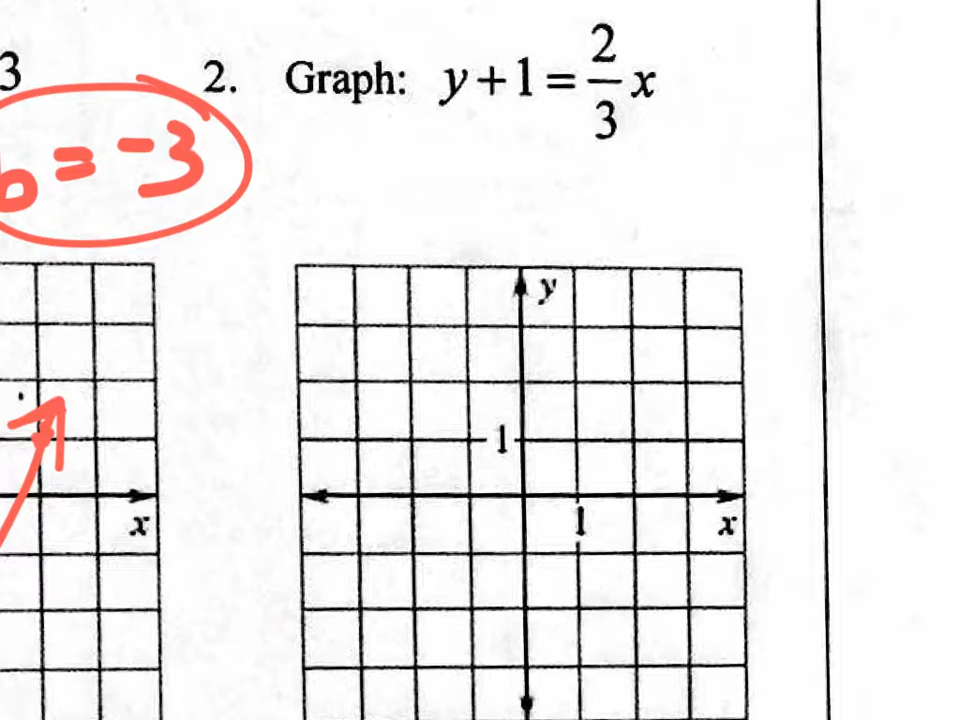 3
2. Graph: y + 1 = 2/3 x
b = -3
y
1
x
1
x